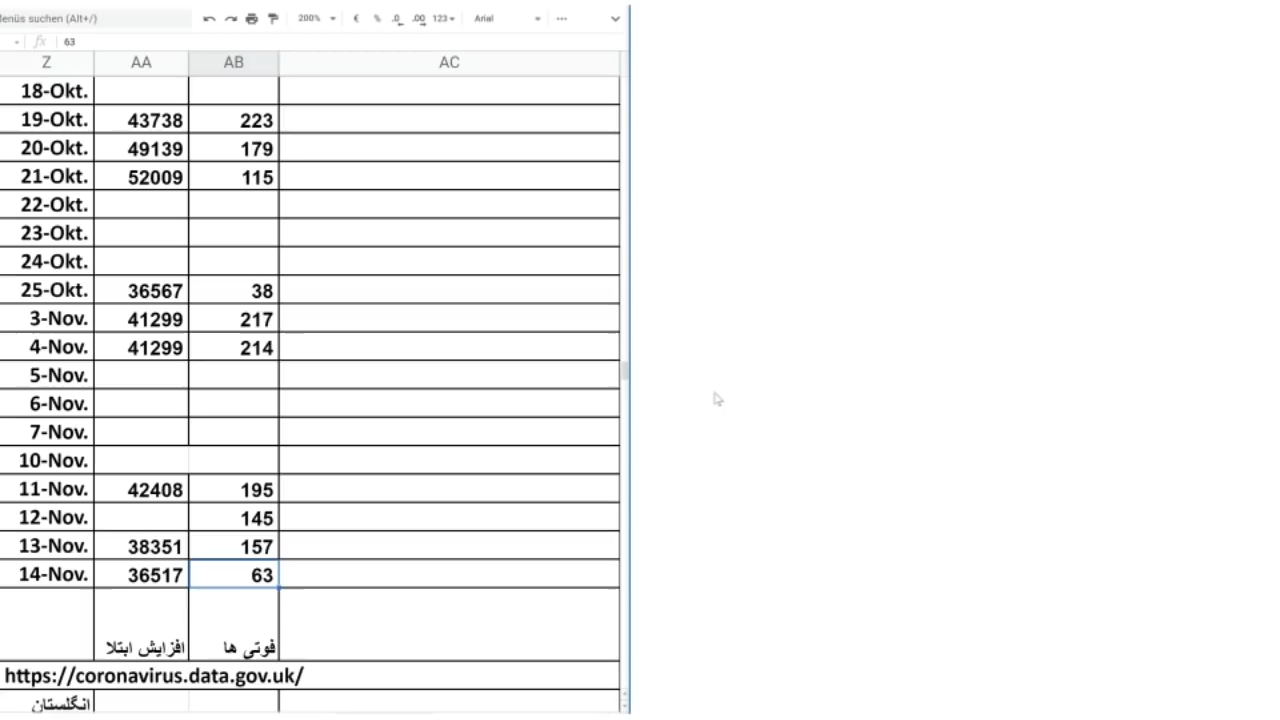 enüs suchen (Alt+/) 200% € % .0 .00 123 Arial
fx 63
Z AA AB AC
18-Okt.
19-Okt. 43738 223
20-Okt. 49139 179
21-Okt. 52009 115
22-Okt.
23-Okt.
24-Okt.
25-Okt. 36567 38
3-Nov. 41299 217
4-Nov. 41299 214
5-Nov.
6-Nov.
7-Nov.
10-Nov.
11-Nov. 42408 195
12-Nov. 145
13-Nov. 38351 157
14-Nov. 36517 63
افزایش ابتلا فوتی ها
https://coronavirus.data.gov.uk/
انگلستان